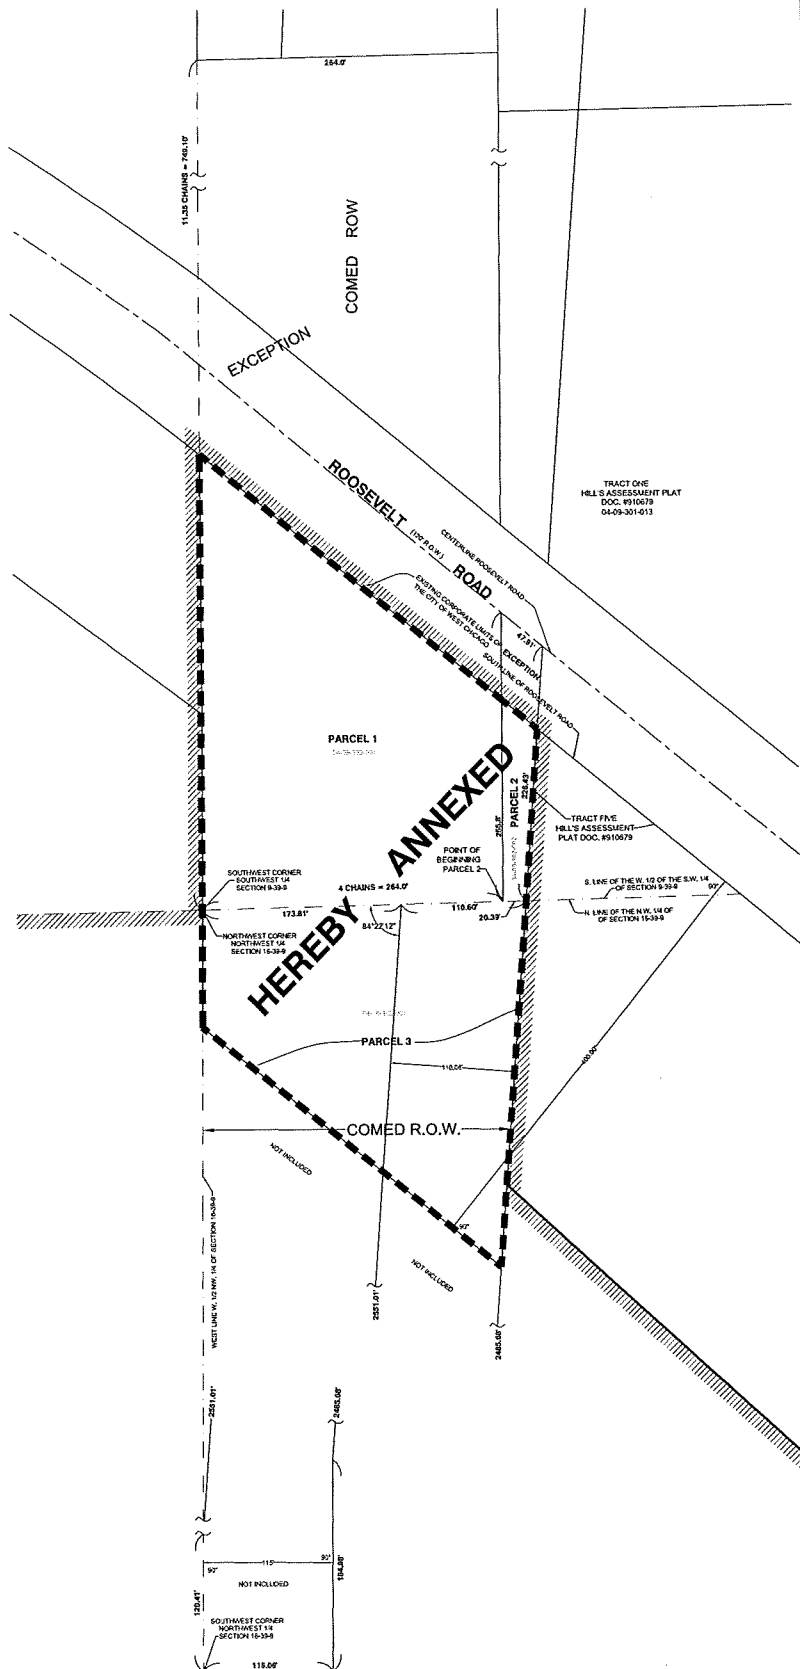 264.0'
11.35 CHAINS = 749.10'
COMED ROW
EXCEPTION
ROOSEVELT
(120' R.O.W.)
ROAD
CENTERLINE ROOSEVELT ROAD
TRACT ONE
HILL'S ASSESSMENT PLAT
DOC. #910679
04-09-301-013
EXISTING CORPORATE LIMITS OF
THE CITY OF WEST CHICAGO
EXCEPTION
47.91'
SOUTH LINE OF ROOSEVELT ROAD
PARCEL 1
HEREBY ANNEXED
PARCEL 2
226.43'
TRACT FIVE
HILL'S ASSESSMENT
PLAT DOC. #910679
POINT OF
BEGINNING
PARCEL 2
S. LINE OF THE W. 1/2 OF THE S.W. 1/4
OF SECTION 9-39-9
90°
N. LINE OF THE N.W. 1/4 OF
OF SECTION 16-39-9
SOUTHWEST CORNER
SOUTHWEST 1/4
SECTION 9-39-9
4 CHAINS = 264.0'
173.81'
110.60'
20.39'
84°22'12"
NORTHWEST CORNER
NORTHWEST 1/4
SECTION 16-39-9
PARCEL 3
110.06'
400.00'
COMED R.O.W.
NOT INCLUDED
90°
NOT INCLUDED
WEST LINE W. 1/2 NW. 1/4 OF SECTION 16-39-9
2551.01'
2485.68'
2551.01'
2485.68'
115'
90°
90°
NOT INCLUDED
120.41'
SOUTHWEST CORNER
NORTHWEST 1/4
SECTION 16-39-9
115.06'